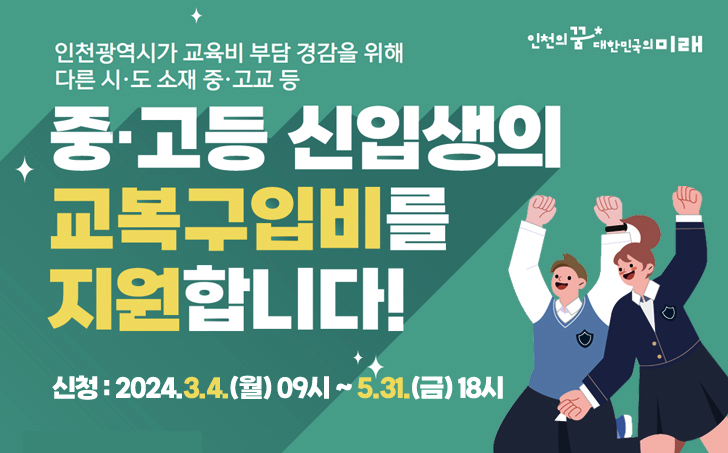 인천의 꿈 대한민국의 미래
인천광역시가 교육비 부담 경감을 위해
다른 시·도 소재 중·고교 등
중·고등 신입생의
교복구입비를
지원합니다!
신청 : 2024.3.4.(월) 09시 ~ 5.31.(금) 18시